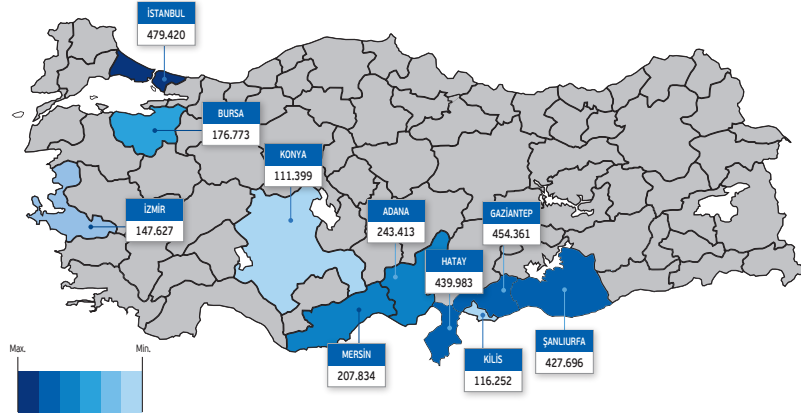 İSTANBUL
479.420
BURSA
176.773
KONYA
111.399
İZMİR
147.627
ADANA
243.413
GAZİANTEP
454.361
HATAY
439.983
MERSİN
207.834
KİLİS
116.252
ŞANLIURFA
427.696
Max.
Min.